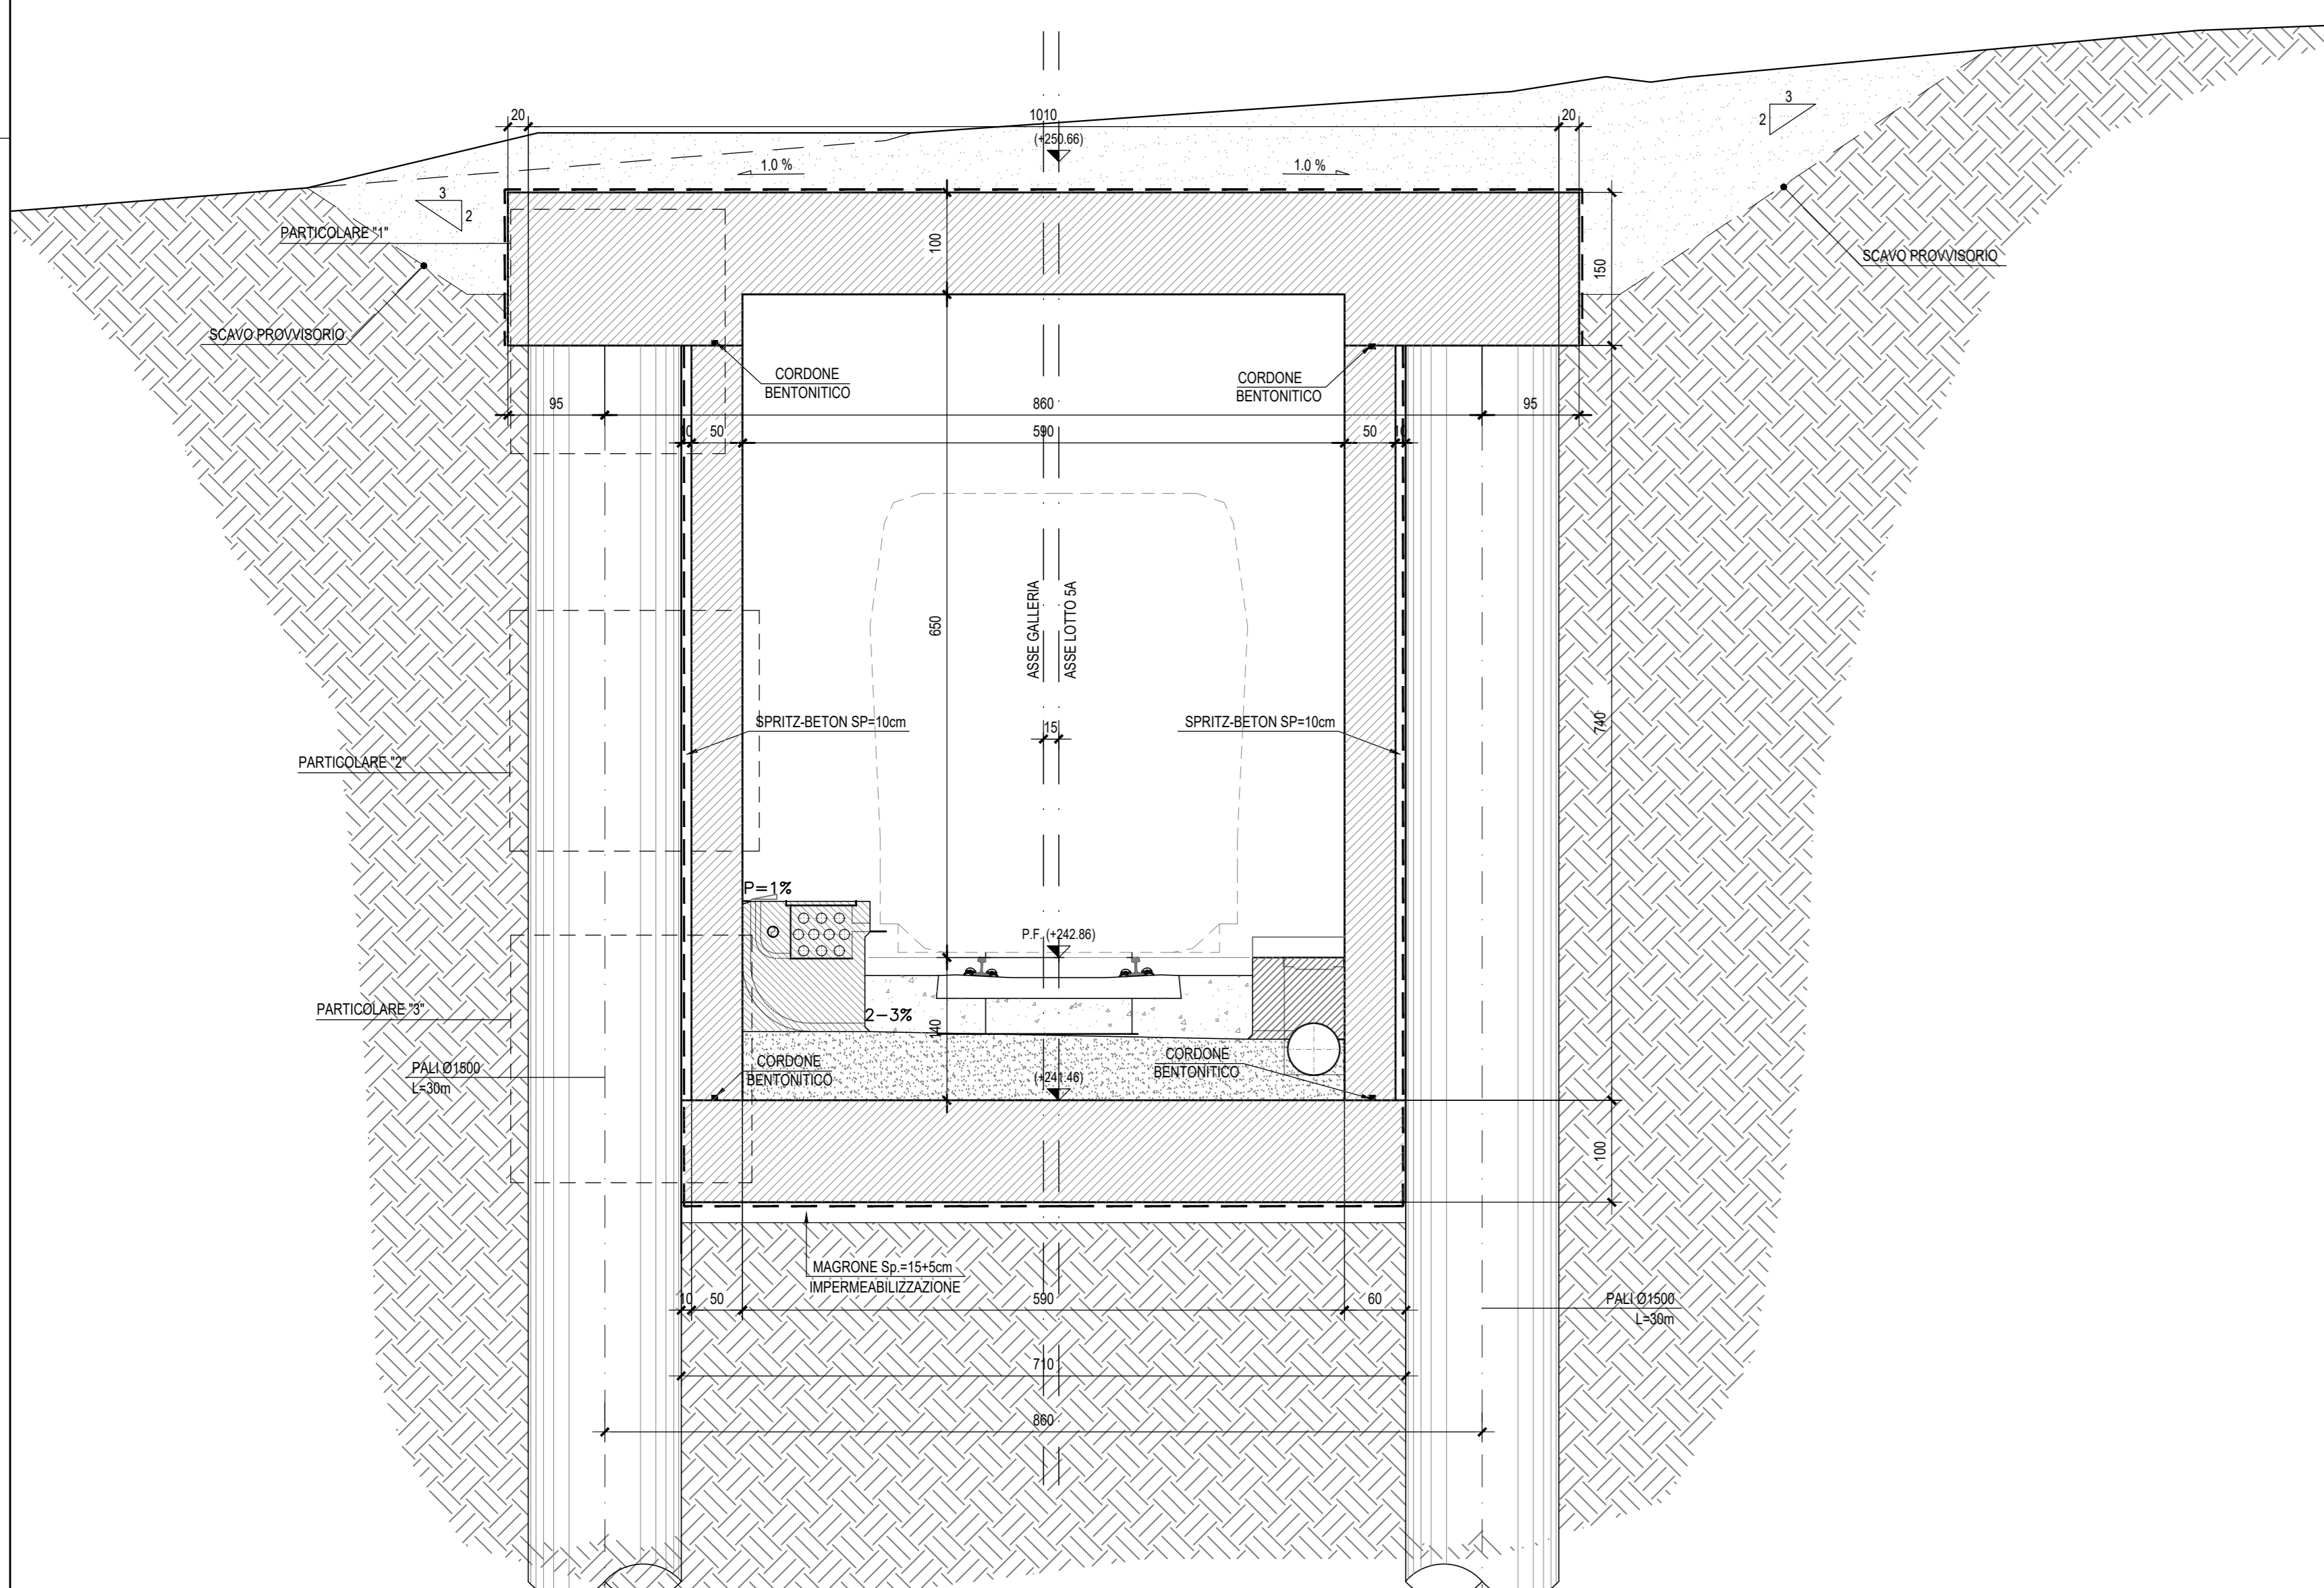 20
1010
20
(+250.66)
3
2
1.0 %
1.0 %
3
2
PARTICOLARE "1"
100
150
SCAVO PROVVISORIO
SCAVO PROVVISORIO
CORDONE
BENTONITICO
CORDONE
BENTONITICO
95
860
95
10
50
590
50
10
650
ASSE GALLERIA
ASSE LOTTO 5A
SPRITZ-BETON SP=10cm
15
SPRITZ-BETON SP=10cm
740
PARTICOLARE "2"
P=1%
P.F. (+242.86)
PARTICOLARE "3"
2-3%
140
CORDONE
BENTONITICO
(+241.46)
CORDONE
BENTONITICO
PALI Ø1500
L=30m
100
MAGRONE Sp.=15+5cm
IMPERMEABILIZZAZIONE
10
50
590
60
PALI Ø1500
L=30m
710
860